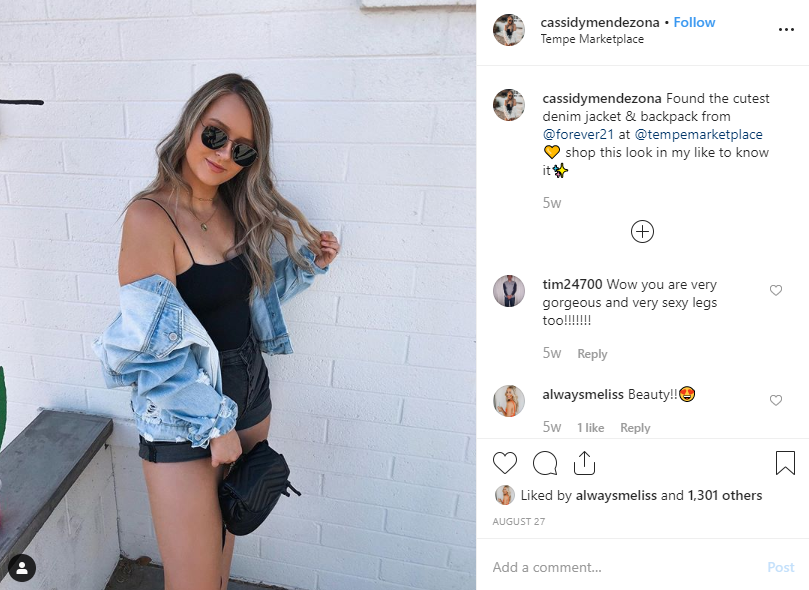 cassidymendezona • Follow
Tempe Marketplace
cassidymendezona Found the cutest
denim jacket & backpack from
@forever21 at @tempemarketplace
💛 shop this look in my like to know
it✨
5w
tim24700 Wow you are very
gorgeous and very sexy legs
too!!!!!!!
5w Reply
alwaysmeliss Beauty!!😍
5w 1 like Reply
Liked by alwaysmeliss and 1,301 others
AUGUST 27
Add a comment... Post